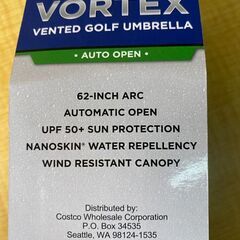 VORTEX
VENTED GOLF UMBRELLA
• AUTO OPEN •
62-INCH ARC
AUTOMATIC OPEN
UPF 50+ SUN PROTECTION
NANOSKIN® WATER REPELLENCY
WIND RESISTANT CANOPY
Distributed by:
Costco Wholesale Corporation
P.O. Box 34535
Seattle, WA 98124-1535